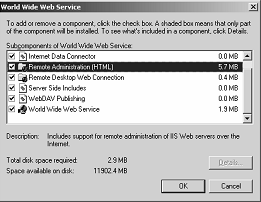 World Wide Web Service
To add or remove a component, click the check box. A shaded box means that only part
of the component will be installed. To see what's included in a component, click Details.
Subcomponents of World Wide Web Service:
Internet Data Connector 0.0 MB
Remote Administration (HTML) 5.7 MB
Remote Desktop Web Connection 0.4 MB
Server Side Includes 0.0 MB
WebDAV Publishing 0.0 MB
World Wide Web Service 1.9 MB
Description: Includes support for remote administration of IIS Web servers over the
Internet.
Total disk space required: 2.9 MB
Space available on disk: 11902.4 MB
Details...
OK Cancel